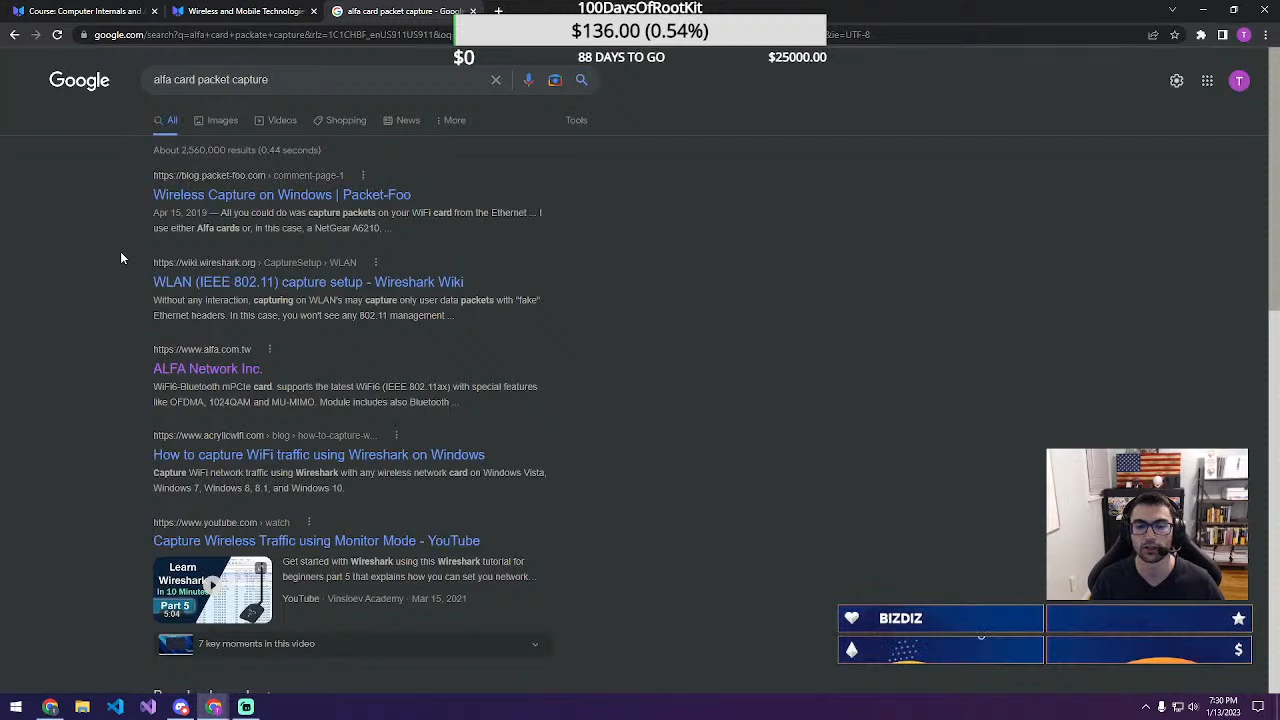 Course: Computer Internals and
Wireless and Mobile Technolog
alfa card packet capture - Goo
100DaysOfRootKit
$136.00 (0.54%)
$0
88 DAYS TO GO
$25000.00
google.com/search?q=alfa+card+packet+capture&rlz=1C1CHBF_enUS911US911&oq
&ie=UTF-8
Google
alfa card packet capture
T
All
Images
Videos
Shopping
News
More
Tools
About 2,560,000 results (0.44 seconds)
https://blog.packet-foo.com › comment-page-1
Wireless Capture on Windows | Packet-Foo
Apr 15, 2019 — All you could do was capture packets on your WiFi card from the Ethernet ... I
use either Alfa cards or, in this case, a NetGear A6210, ...
https://wiki.wireshark.org › CaptureSetup › WLAN
WLAN (IEEE 802.11) capture setup - Wireshark Wiki
Without any interaction, capturing on WLAN's may capture only user data packets with "fake"
Ethernet headers. In this case, you won't see any 802.11 management ...
https://www.alfa.com.tw
ALFA Network Inc.
WiFi6-Bluetooth mPCIe card. supports the latest WiFi6 (IEEE 802.11ax) with special features
like OFDMA, 1024QAM and MU-MIMO. Module includes also Bluetooth ...
https://www.acrylicwifi.com › blog › how-to-capture-w...
How to capture WiFi traffic using Wireshark on Windows
Capture WiFi network traffic using Wireshark with any wireless network card on Windows Vista,
Windows 7, Windows 8, 8.1, and Windows 10.
https://www.youtube.com › watch
Capture Wireless Traffic using Monitor Mode - YouTube
Learn
Wireshark
In 10 Minutes
Part 5
5:04
Get started with Wireshark using this Wireshark tutorial for
beginners part 5 that explains how you can set you network...
YouTube · Vinsloev Academy · Mar 15, 2021
7 key moments in this video
BIZDIZ
$
7:30 PM
1/13/2023